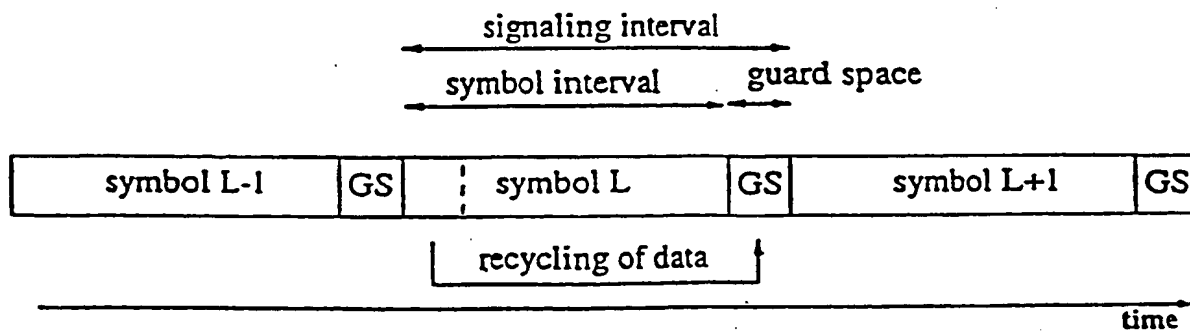 signaling interval
symbol interval
guard space
symbol L-1
GS
symbol L
GS
symbol L+1
GS
recycling of data
time